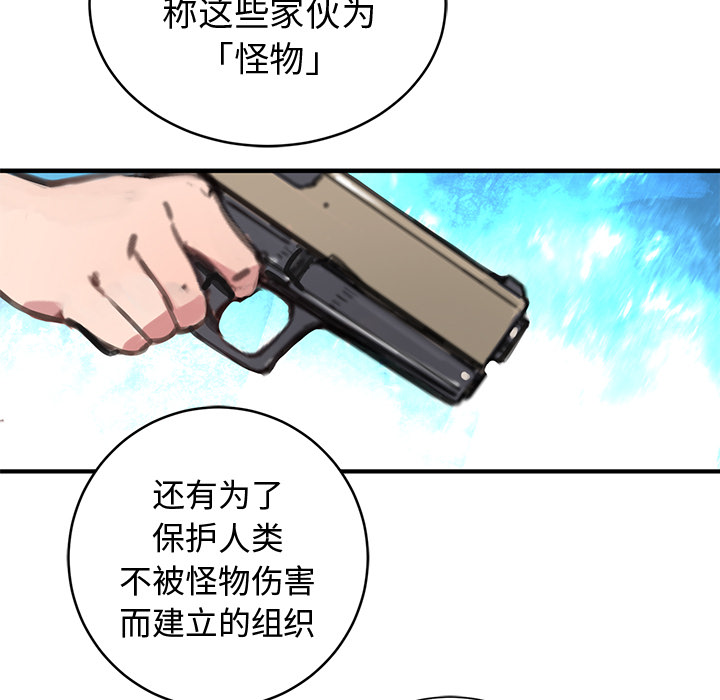 称这些家伙为
「怪物」
还有为了
保护人类
不被怪物伤害
而建立的组织